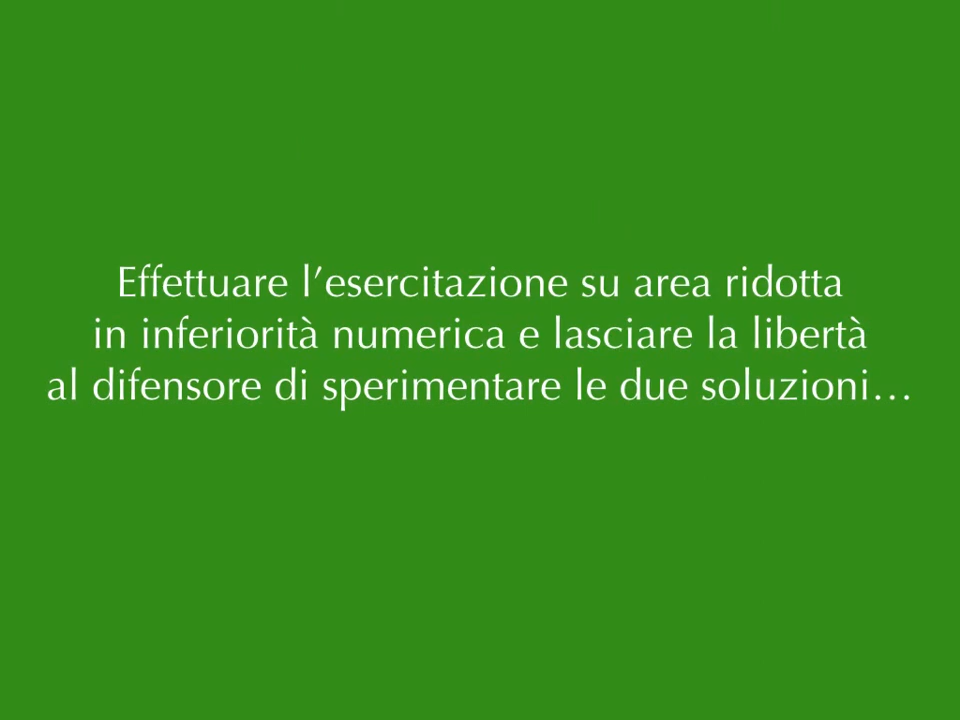 Effettuare l’esercitazione su area ridotta
in inferiorità numerica e lasciare la libertà
al difensore di sperimentare le due soluzioni…